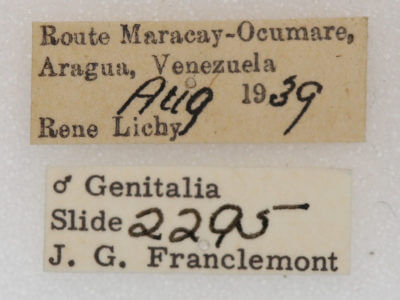 Route Maracay-Ocumare,
Aragua, Venezuela
Aug 1939
Rene Lichy
♂ Genitalia
Slide 2295
J. G. Franclemont